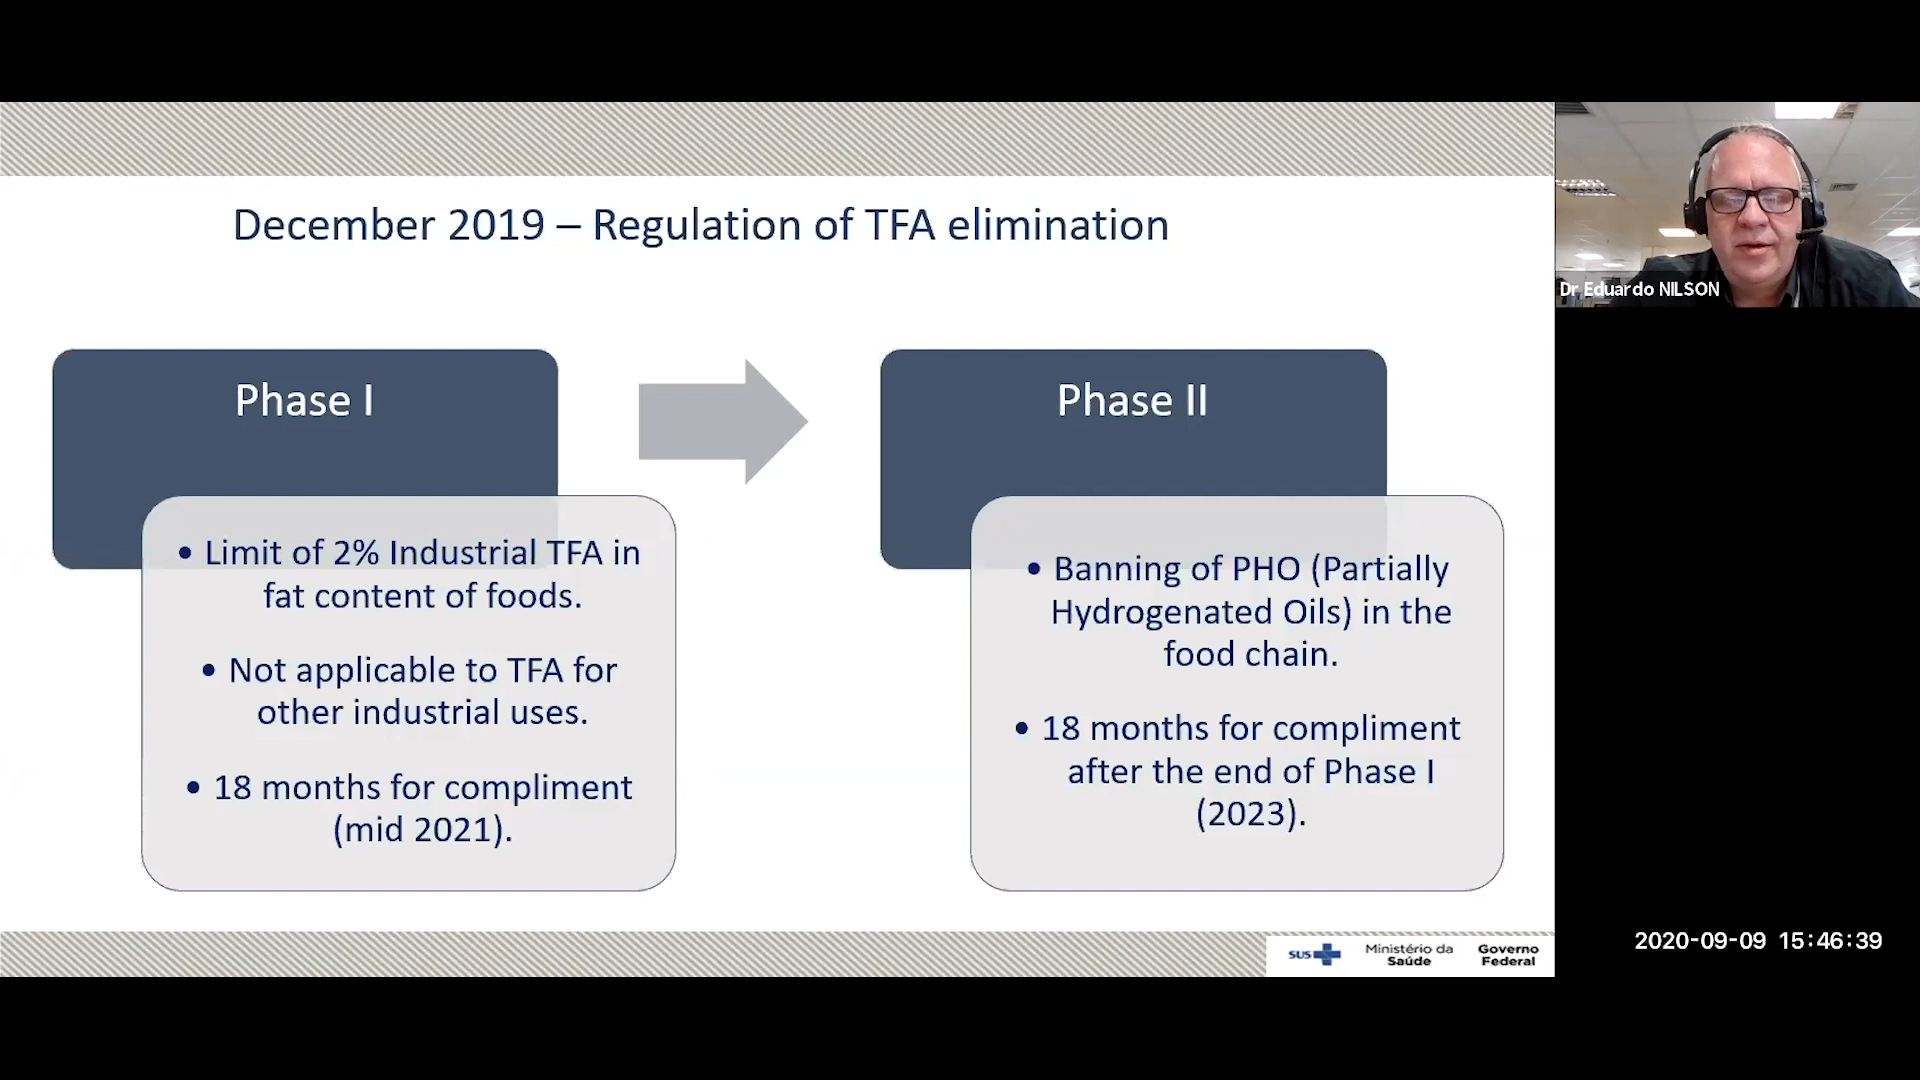 December 2019 – Regulation of TFA elimination
Phase I
• Limit of 2% Industrial TFA in
fat content of foods.
• Not applicable to TFA for
other industrial uses.
• 18 months for compliment
(mid 2021).
Phase II
• Banning of PHO (Partially
Hydrogenated Oils) in the
food chain.
• 18 months for compliment
after the end of Phase I
(2023).
SUS
Ministério da
Saúde
Governo
Federal
Dr Eduardo NILSON
2020-09-09 15:46:39